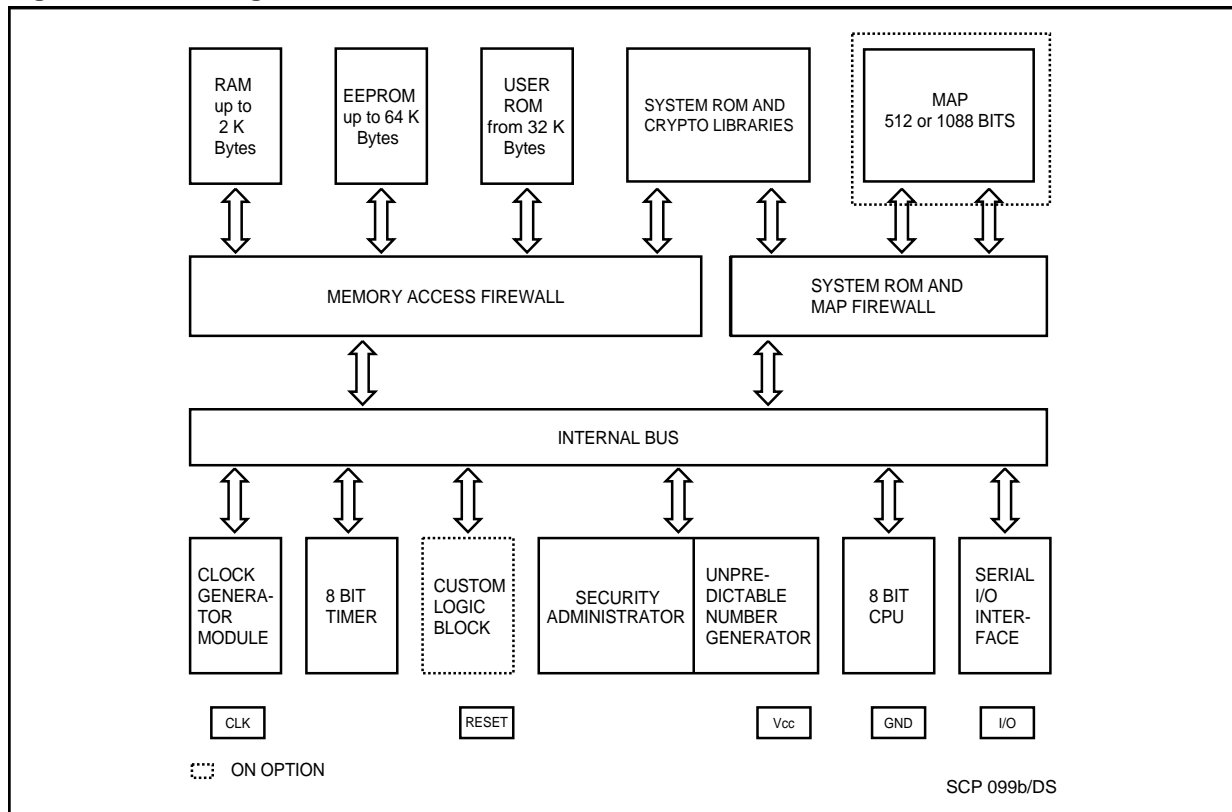 RAM
up to
2 K
Bytes
EEPROM
up to 64 K
Bytes
USER
ROM
from 32 K
Bytes
SYSTEM ROM AND
CRYPTO LIBRARIES
MAP
512 or 1088 BITS
MEMORY ACCESS FIREWALL
SYSTEM ROM AND
MAP FIREWALL
INTERNAL BUS
CLOCK
GENERA-
TOR
MODULE
8 BIT
TIMER
CUSTOM
LOGIC
BLOCK
SECURITY
ADMINISTRATOR
UNPRE-
DICTABLE
NUMBER
GENERATOR
8 BIT
CPU
SERIAL
I/O
INTER-
FACE
CLK
RESET
Vcc
GND
I/O
ON OPTION
SCP 099b/DS